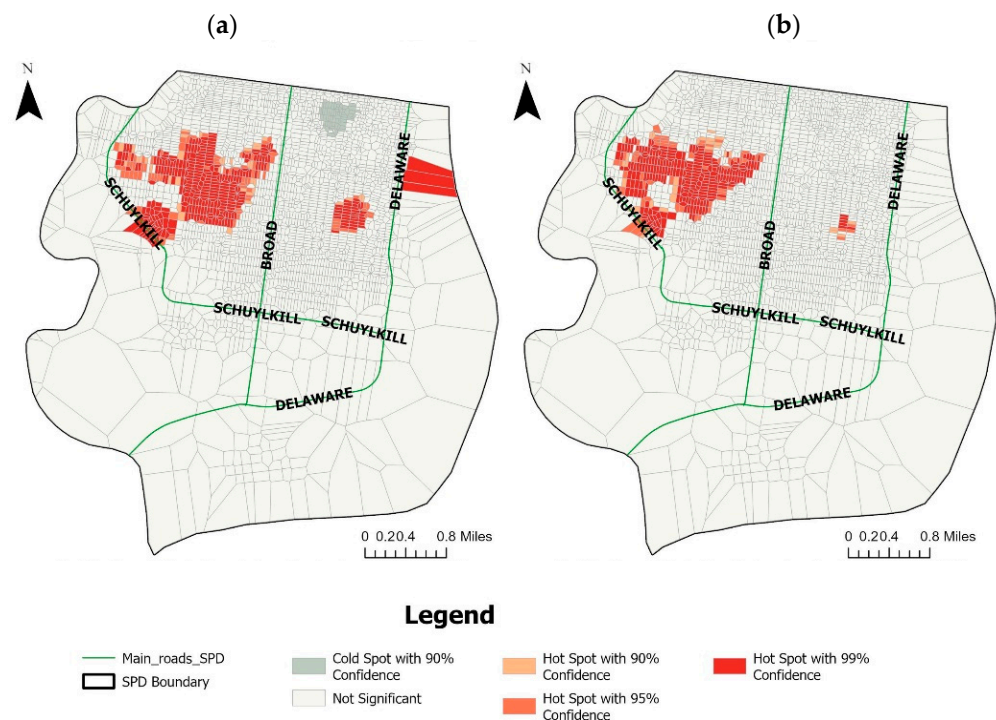 (a)
(b)
N
N
DELAWARE
SCHUYLKILL
BROAD
SCHUYLKILL
SCHUYLKILL
DELAWARE
0 0.20.4 0.8 Miles
DELAWARE
SCHUYLKILL
BROAD
SCHUYLKILL
SCHUYLKILL
DELAWARE
0 0.20.4 0.8 Miles
Legend
Main_roads_SPD
SPD Boundary
Cold Spot with 90%
Confidence
Not Significant
Hot Spot with 90%
Confidence
Hot Spot with 95%
Confidence
Hot Spot with 99%
Confidence